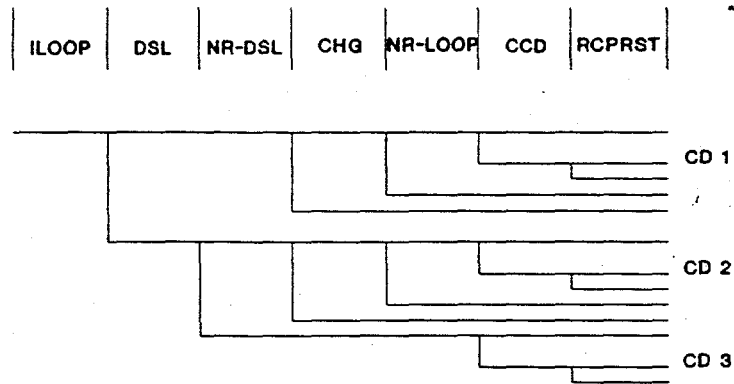 ILOOP DSL NR-DSL CHG NR-LOOP CCD RCPRST
CD 1
CD 2
CD 3